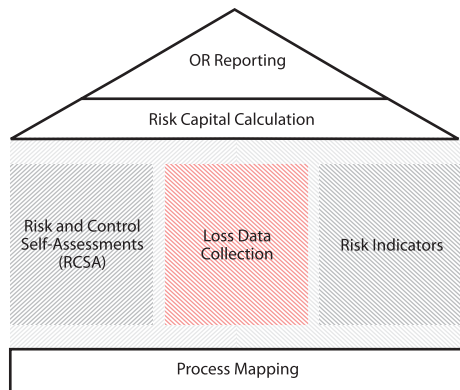 OR Reporting
Risk Capital Calculation
Risk and Control
Self-Assessments
(RCSA)
Loss Data
Collection
Risk Indicators
Process Mapping